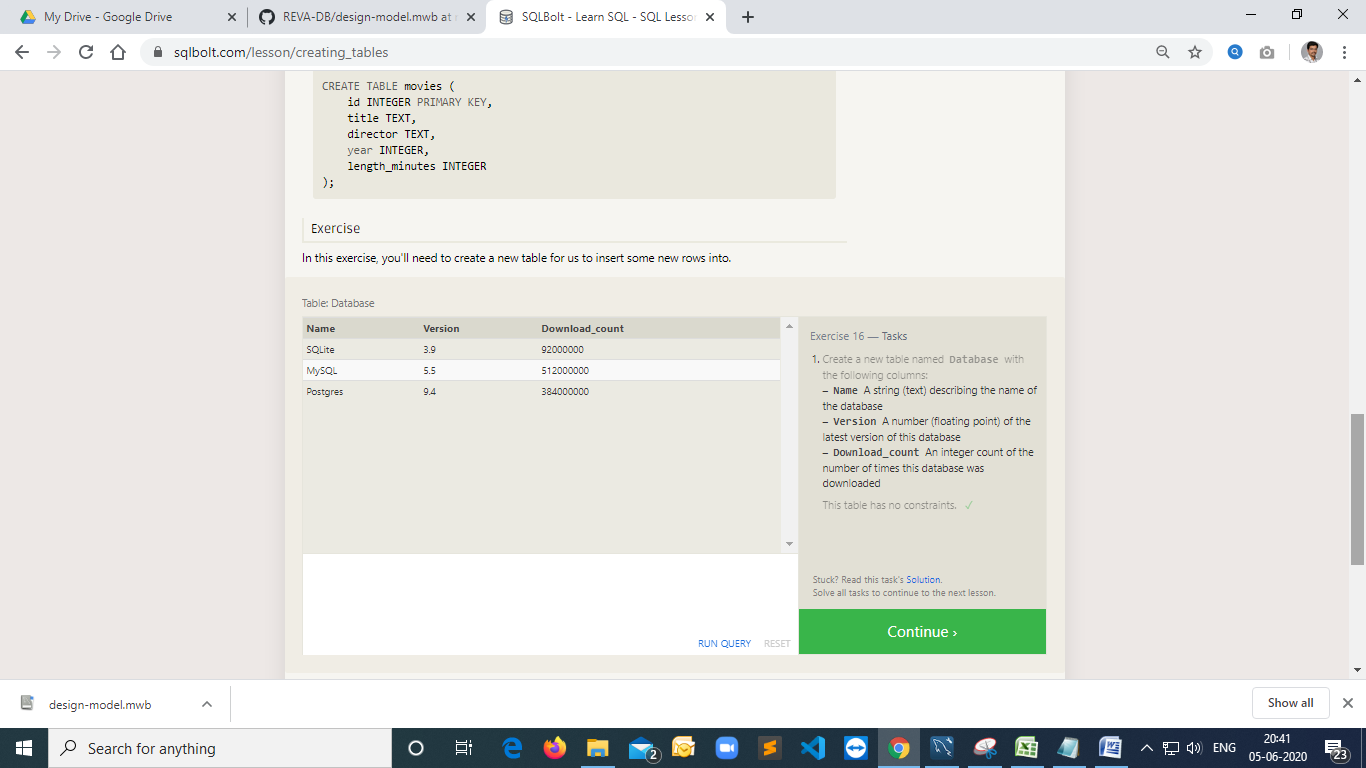 My Drive - Google Drive
REVA-DB/design-model.mwb at
SQLBolt - Learn SQL - SQL Lesso
sqlbolt.com/lesson/creating_tables
CREATE TABLE movies (
id INTEGER PRIMARY KEY,
title TEXT,
director TEXT,
year INTEGER,
length_minutes INTEGER
);
Exercise
In this exercise, you'll need to create a new table for us to insert some new rows into.
Table: Database
Name Version Download_count
SQLite 3.9 92000000
MySQL 5.5 512000000
Postgres 9.4 384000000
RUN QUERY RESET
Exercise 16 — Tasks
1. Create a new table named Database with
the following columns:
– Name A string (text) describing the name of
the database
– Version A number (floating point) of the
latest version of this database
– Download_count An integer count of the
number of times this database was
downloaded
This table has no constraints. ✓
Stuck? Read this task's Solution.
Solve all tasks to continue to the next lesson.
Continue ›
design-model.mwb
Show all
Search for anything
2
ENG
20:41
05-06-2020
23